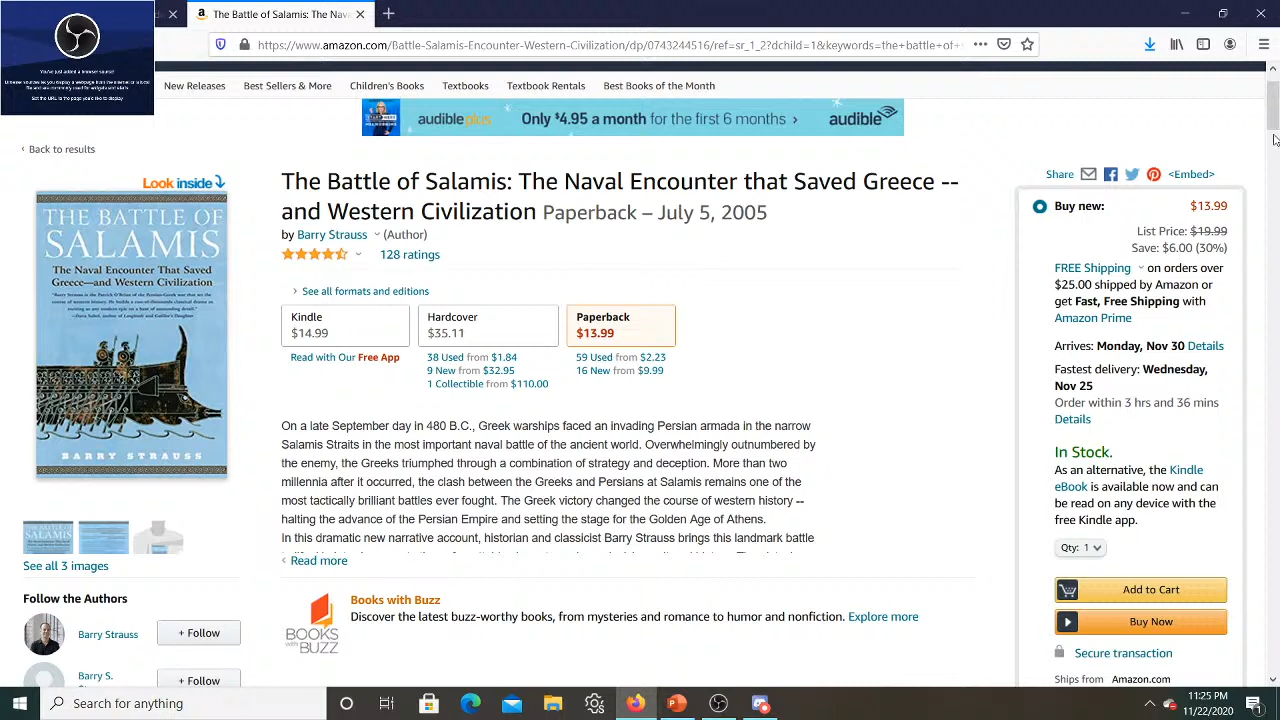 You've just added a browser source!
The Battle of Salamis: The Nava
https://www.amazon.com/Battle-Salamis-Encounter-Western-Civilization/dp/0743244516/ref=sr_1_2?dchild=1&keywords=the+battle+of+
New Releases Best Sellers & More Children's Books Textbooks Textbook Rentals Best Books of the Month
audible plus Only $4.95 a month for the first 6 months › audible
‹ Back to results
Look inside
The Battle of Salamis: The Naval Encounter that Saved Greece --
and Western Civilization Paperback – July 5, 2005
by Barry Strauss (Author)
128 ratings
› See all formats and editions
Kindle
$14.99
Read with Our Free App
Hardcover
$35.11
38 Used from $1.84
9 New from $32.95
1 Collectible from $110.00
Paperback
$13.99
59 Used from $2.23
16 New from $9.99
THE BATTLE OF
SALAMIS
The Naval Encounter That Saved
Greece—and Western Civilization
BARRY STRAUSS
See all 3 images
Follow the Authors
Barry Strauss
+ Follow
Barry S.
+ Follow
On a late September day in 480 B.C., Greek warships faced an invading Persian armada in the narrow
Salamis Straits in the most important naval battle of the ancient world. Overwhelmingly outnumbered by
the enemy, the Greeks triumphed through a combination of strategy and deception. More than two
millennia after it occurred, the clash between the Greeks and Persians at Salamis remains one of the
most tactically brilliant battles ever fought. The Greek victory changed the course of western history --
halting the advance of the Persian Empire and setting the stage for the Golden Age of Athens.
In this dramatic new narrative account, historian and classicist Barry Strauss brings this landmark battle
‹ Read more
BOOKS
with
BUZZ
Books with Buzz
Discover the latest buzz-worthy books, from mysteries and romance to humor and nonfiction. Explore more
Share <Embed>
Buy new: $13.99
List Price: $19.99
Save: $6.00 (30%)
FREE Shipping on orders over
$25.00 shipped by Amazon or
get Fast, Free Shipping with
Amazon Prime
Arrives: Monday, Nov 30 Details
Fastest delivery: Wednesday,
Nov 25
Order within 3 hrs and 36 mins
Details
In Stock.
As an alternative, the Kindle
eBook is available now and can
be read on any device with the
free Kindle app.
Qty: 1
Add to Cart
Buy Now
Secure transaction
Ships from Amazon.com
Search for anything
11:25 PM
11/22/2020